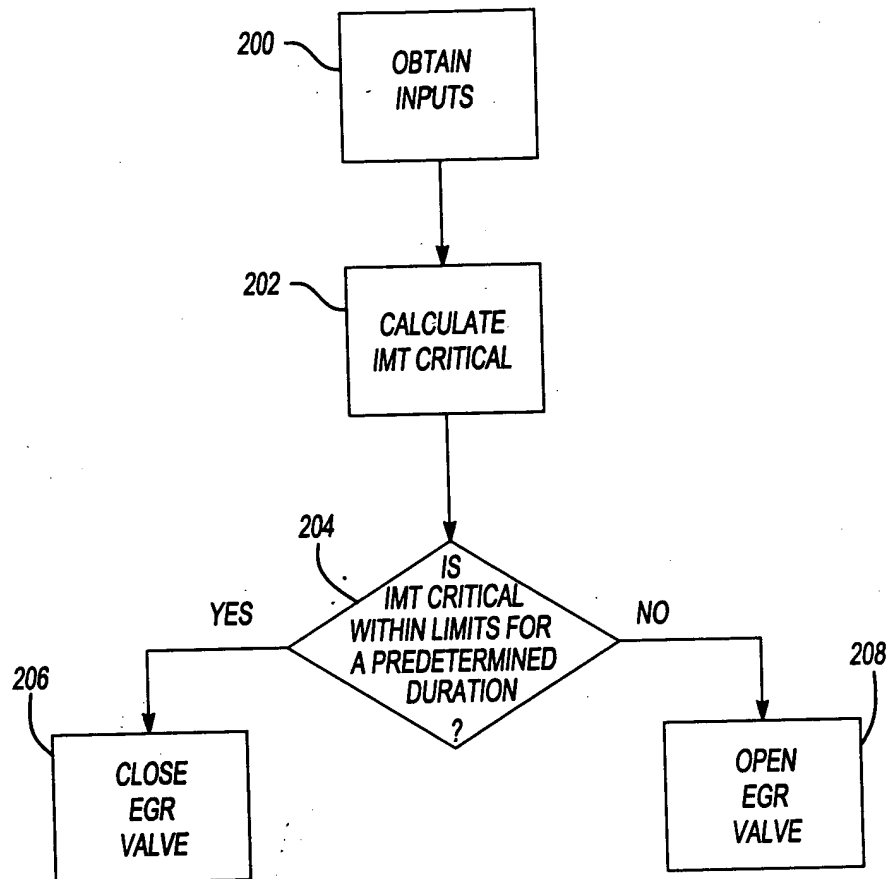 200
OBTAIN
INPUTS
202
CALCULATE
IMT CRITICAL
204
IS
IMT CRITICAL
WITHIN LIMITS FOR
A PREDETERMINED
DURATION
?
YES
NO
206
CLOSE
EGR
VALVE
208
OPEN
EGR
VALVE